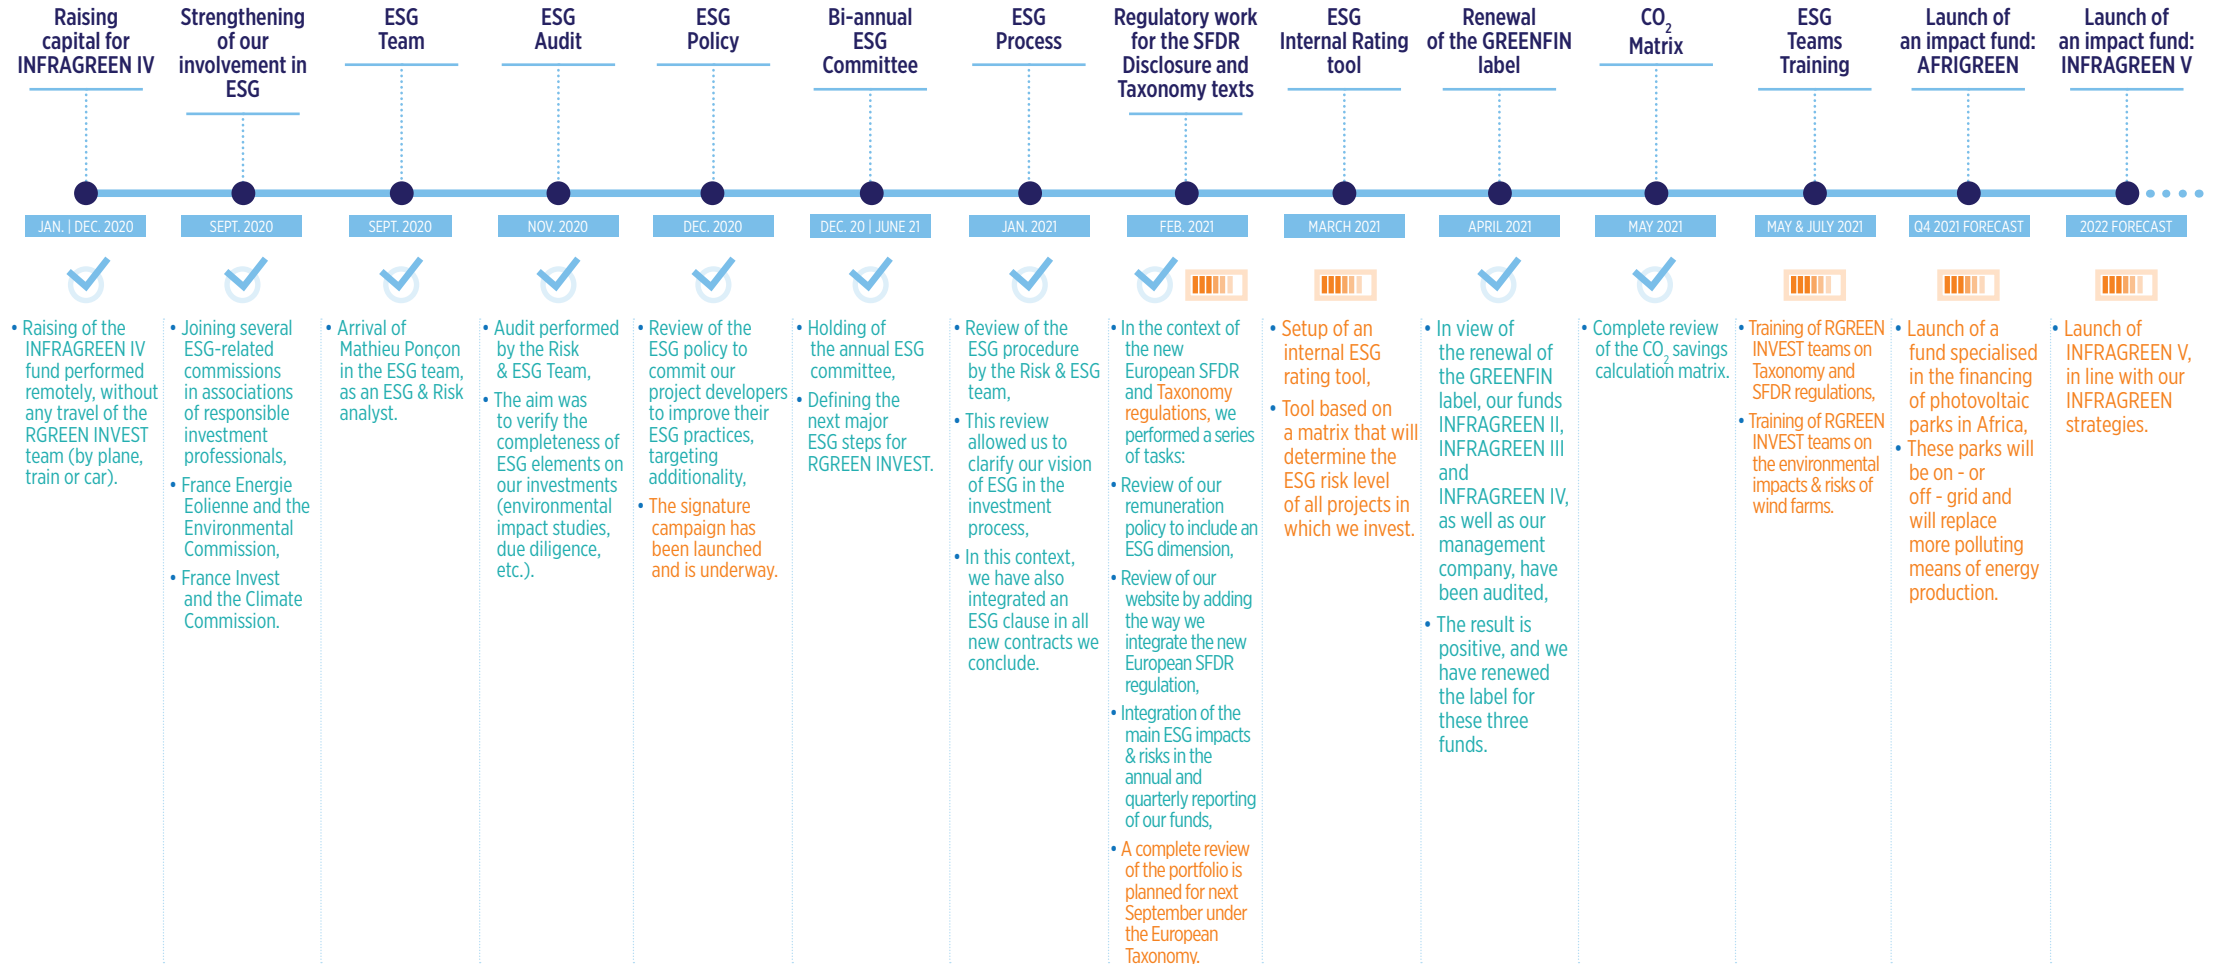 Raising
capital for
INFRAGREEN IV
JAN. | DEC. 2020
• Raising of the
INFRAGREEN IV
fund performed
remotely, without
any travel of the
RGREEN INVEST
team (by plane,
train or car).
Strengthening
of our
involvement in
ESG
SEPT. 2020
• Joining several
ESG-related
commissions
in associations
of responsible
investment
professionals,
• France Energie
Eolienne and the
Environmental
Commission,
• France Invest
and the Climate
Commission.
ESG
Team
SEPT. 2020
• Arrival of
Mathieu Ponçon
in the ESG team,
as an ESG & Risk
analyst.
ESG
Audit
NOV. 2020
• Audit performed
by the Risk
& ESG Team,
• The aim was
to verify the
completeness of
ESG elements on
our investments
(environmental
impact studies,
due diligence,
etc.).
ESG
Policy
DEC. 2020
• Review of the
ESG policy to
commit our
project developers
to improve their
ESG practices,
targeting
additionality,
• The signature
campaign has
been launched
and is underway.
Bi-annual
ESG
Committee
DEC. 20 | JUNE 21
• Holding of
the annual ESG
committee,
• Defining the
next major
ESG steps for
RGREEN INVEST.
ESG
Process
JAN. 2021
• Review of the
ESG procedure
by the Risk & ESG
team,
• This review
allowed us to
clarify our vision
of ESG in the
investment
process,
• In this context,
we have also
integrated an
ESG clause in all
new contracts we
conclude.
Regulatory work
for the SFDR
Disclosure and
Taxonomy texts
FEB. 2021
• In the context of
the new
European SFDR
and Taxonomy
regulations, we
performed a series
of tasks:
• Review of our
remuneration
policy to include an
ESG dimension,
• Review of our
website by adding
the way we
integrate the new
European SFDR
regulation,
• Integration of the
main ESG impacts
& risks in the
annual and
quarterly reporting
of our funds,
• A complete review
of the portfolio is
planned for next
September under
the European
Taxonomy.
ESG
Internal Rating
tool
MARCH 2021
• Setup of an
internal ESG
rating tool,
• Tool based on
a matrix that will
determine the
ESG risk level
of all projects in
which we invest.
Renewal
of the GREENFIN
label
APRIL 2021
• In view of
the renewal of
the GREENFIN
label, our funds
INFRAGREEN II,
INFRAGREEN III
and
INFRAGREEN IV,
as well as our
management
company, have
been audited,
• The result is
positive, and we
have renewed
the label for
these three
funds.
CO2
Matrix
MAY 2021
• Complete review
of the CO2 savings
calculation matrix.
ESG
Teams
Training
MAY & JULY 2021
• Training of RGREEN
INVEST teams on
Taxonomy and
SFDR regulations,
• Training of RGREEN
INVEST teams on
the environmental
impacts & risks of
wind farms.
Launch of
an impact fund:
AFRIGREEN
Q4 2021 FORECAST
• Launch of a
fund specialised
in the financing
of photovoltaic
parks in Africa,
• These parks will
be on - or
off - grid and
will replace
more polluting
means of energy
production.
Launch of
an impact fund:
INFRAGREEN V
2022 FORECAST
• Launch of
INFRAGREEN V,
in line with our
INFRAGREEN
strategies.